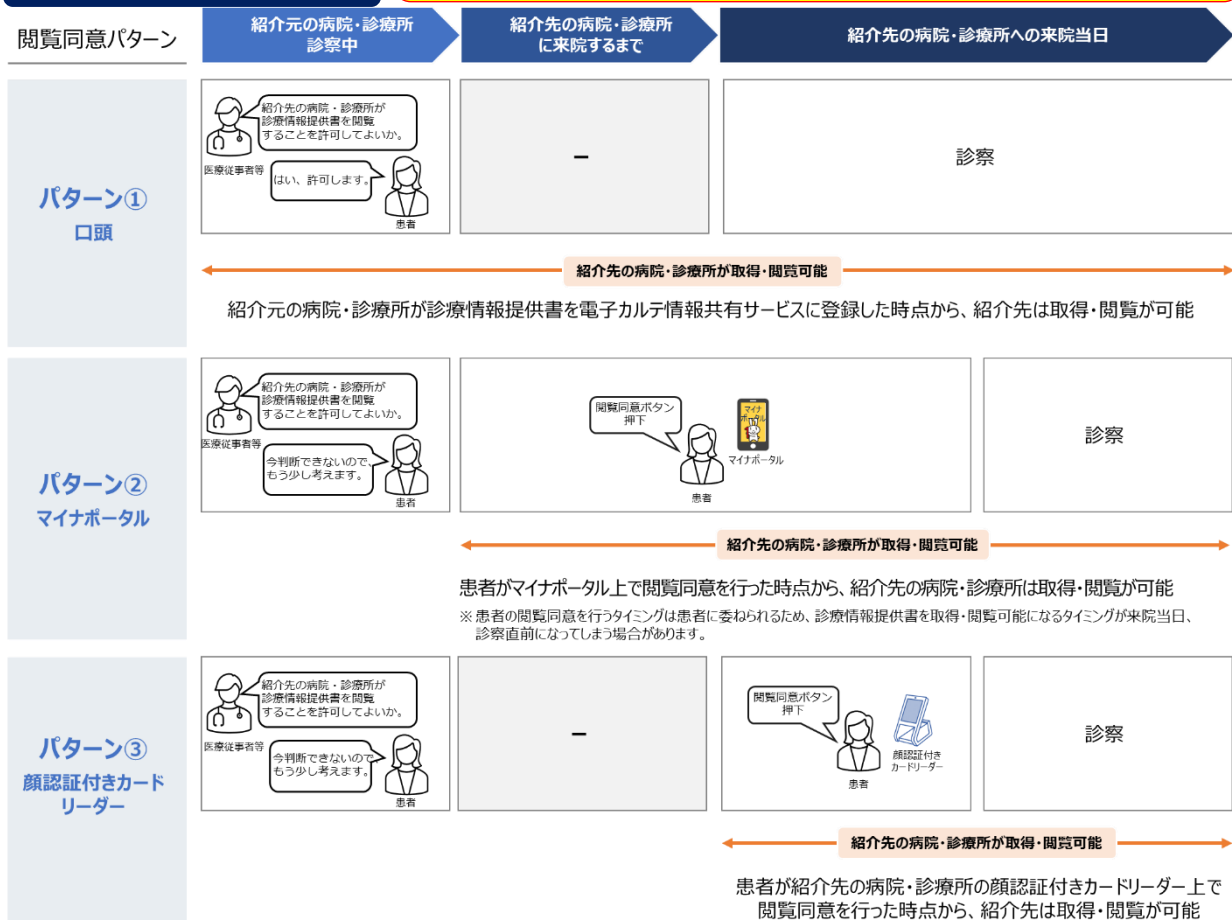 閲覧同意パターン
紹介元の病院・診療所
診察中
紹介先の病院・診療所
に来院するまで
紹介先の病院・診療所への来院当日
パターン①
口頭
紹介先の病院・診療所が
診療情報提供書を閲覧
することを許可してよいか。
医療従事者等
はい、許可します。
患者
－
診察
紹介先の病院・診療所が取得・閲覧可能
紹介元の病院・診療所が診療情報提供書を電子カルテ情報共有サービスに登録した時点から、紹介先は取得・閲覧が可能
パターン②
マイナポータル
紹介先の病院・診療所が
診療情報提供書を閲覧
することを許可してよいか。
医療従事者等
今判断できないので、
もう少し考えます。
患者
閲覧同意ボタン
押下
患者
マイナ
ポータル
マイナポータル
診察
紹介先の病院・診療所が取得・閲覧可能
患者がマイナポータル上で閲覧同意を行った時点から、紹介先の病院・診療所は取得・閲覧が可能
※ 患者の閲覧同意を行うタイミングは患者に委ねられるため、診療情報提供書を取得・閲覧可能になるタイミングが来院当日、
診察直前になってしまう場合があります。
パターン③
顔認証付きカード
リーダー
紹介先の病院・診療所が
診療情報提供書を閲覧
することを許可してよいか。
医療従事者等
今判断できないので
もう少し考えます。
患者
－
閲覧同意ボタン
押下
患者
顔認証付き
カードリーダー
診察
紹介先の病院・診療所が取得・閲覧可能
患者が紹介先の病院・診療所の顔認証付きカードリーダー上で
閲覧同意を行った時点から、紹介先は取得・閲覧が可能